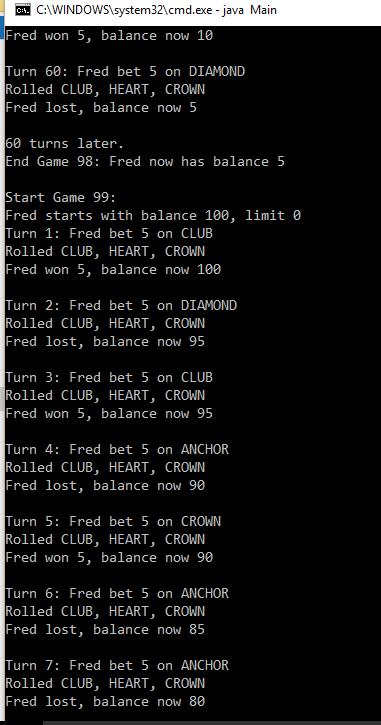 C:\WINDOWS\system32\cmd.exe - java Main
Fred won 5, balance now 10
Turn 60: Fred bet 5 on DIAMOND
Rolled CLUB, HEART, CROWN
Fred lost, balance now 5
60 turns later.
End Game 98: Fred now has balance 5
Start Game 99:
Fred starts with balance 100, limit 0
Turn 1: Fred bet 5 on CLUB
Rolled CLUB, HEART, CROWN
Fred won 5, balance now 100
Turn 2: Fred bet 5 on DIAMOND
Rolled CLUB, HEART, CROWN
Fred lost, balance now 95
Turn 3: Fred bet 5 on CLUB
Rolled CLUB, HEART, CROWN
Fred won 5, balance now 95
Turn 4: Fred bet 5 on ANCHOR
Rolled CLUB, HEART, CROWN
Fred lost, balance now 90
Turn 5: Fred bet 5 on CROWN
Rolled CLUB, HEART, CROWN
Fred won 5, balance now 90
Turn 6: Fred bet 5 on ANCHOR
Rolled CLUB, HEART, CROWN
Fred lost, balance now 85
Turn 7: Fred bet 5 on ANCHOR
Rolled CLUB, HEART, CROWN
Fred lost, balance now 80